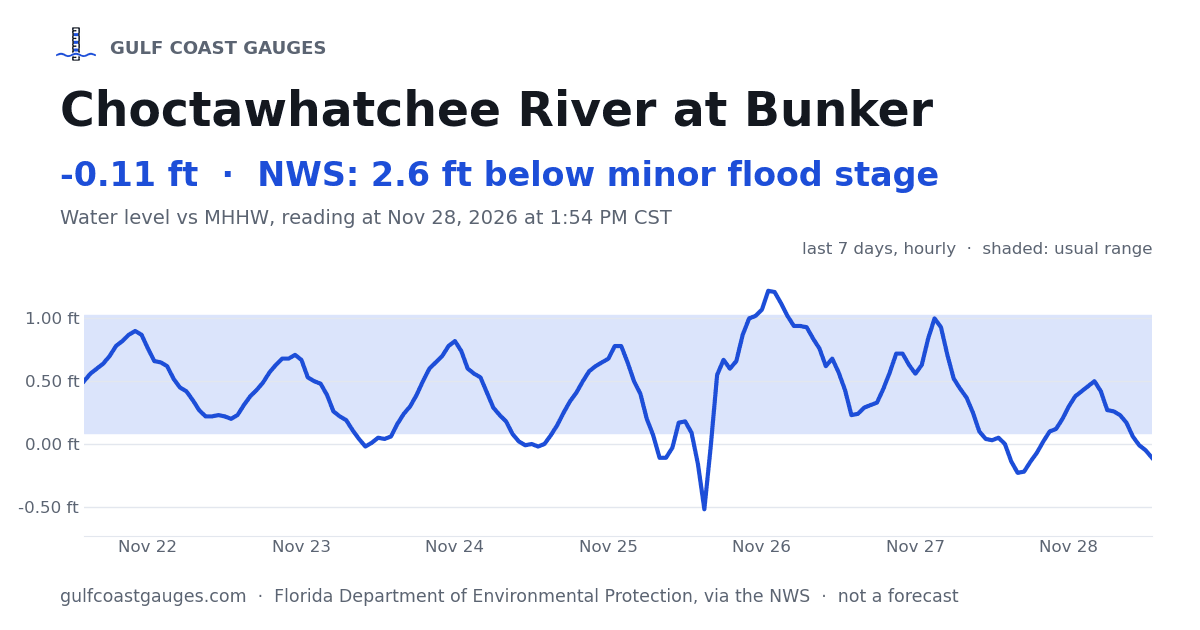 GULF COAST GAUGES
Choctawhatchee River at Bunker
-0.11 ft · NWS: 2.6 ft below minor flood stage
Water level vs MHHW, reading at Nov 28, 2026 at 1:54 PM CST
last 7 days, hourly · shaded: usual range
1.00 ft
0.50 ft
0.00 ft
-0.50 ft
Nov 22 Nov 23 Nov 24 Nov 25 Nov 26 Nov 27 Nov 28
gulfcoastgauges.com · Florida Department of Environmental Protection, via the NWS · not a forecast